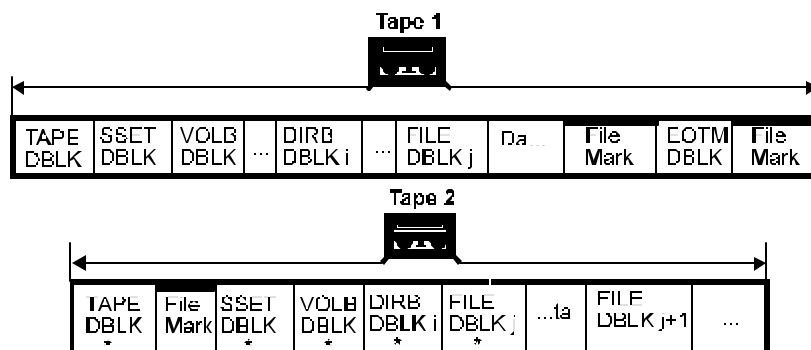 Tape 1
TAPE SSET VOLB DIRB FILE Da... File EOTM File
DBLK DBLK DBLK ... DBLK i ... DBLK j Mark DBLK Mark
Tape 2
TAPE File SSET VOLB DIRB FILE ...ta FILE
DBLK Mark DBLK DBLK DBLK i DBLK j DBLK j+1 ...
* * * * *